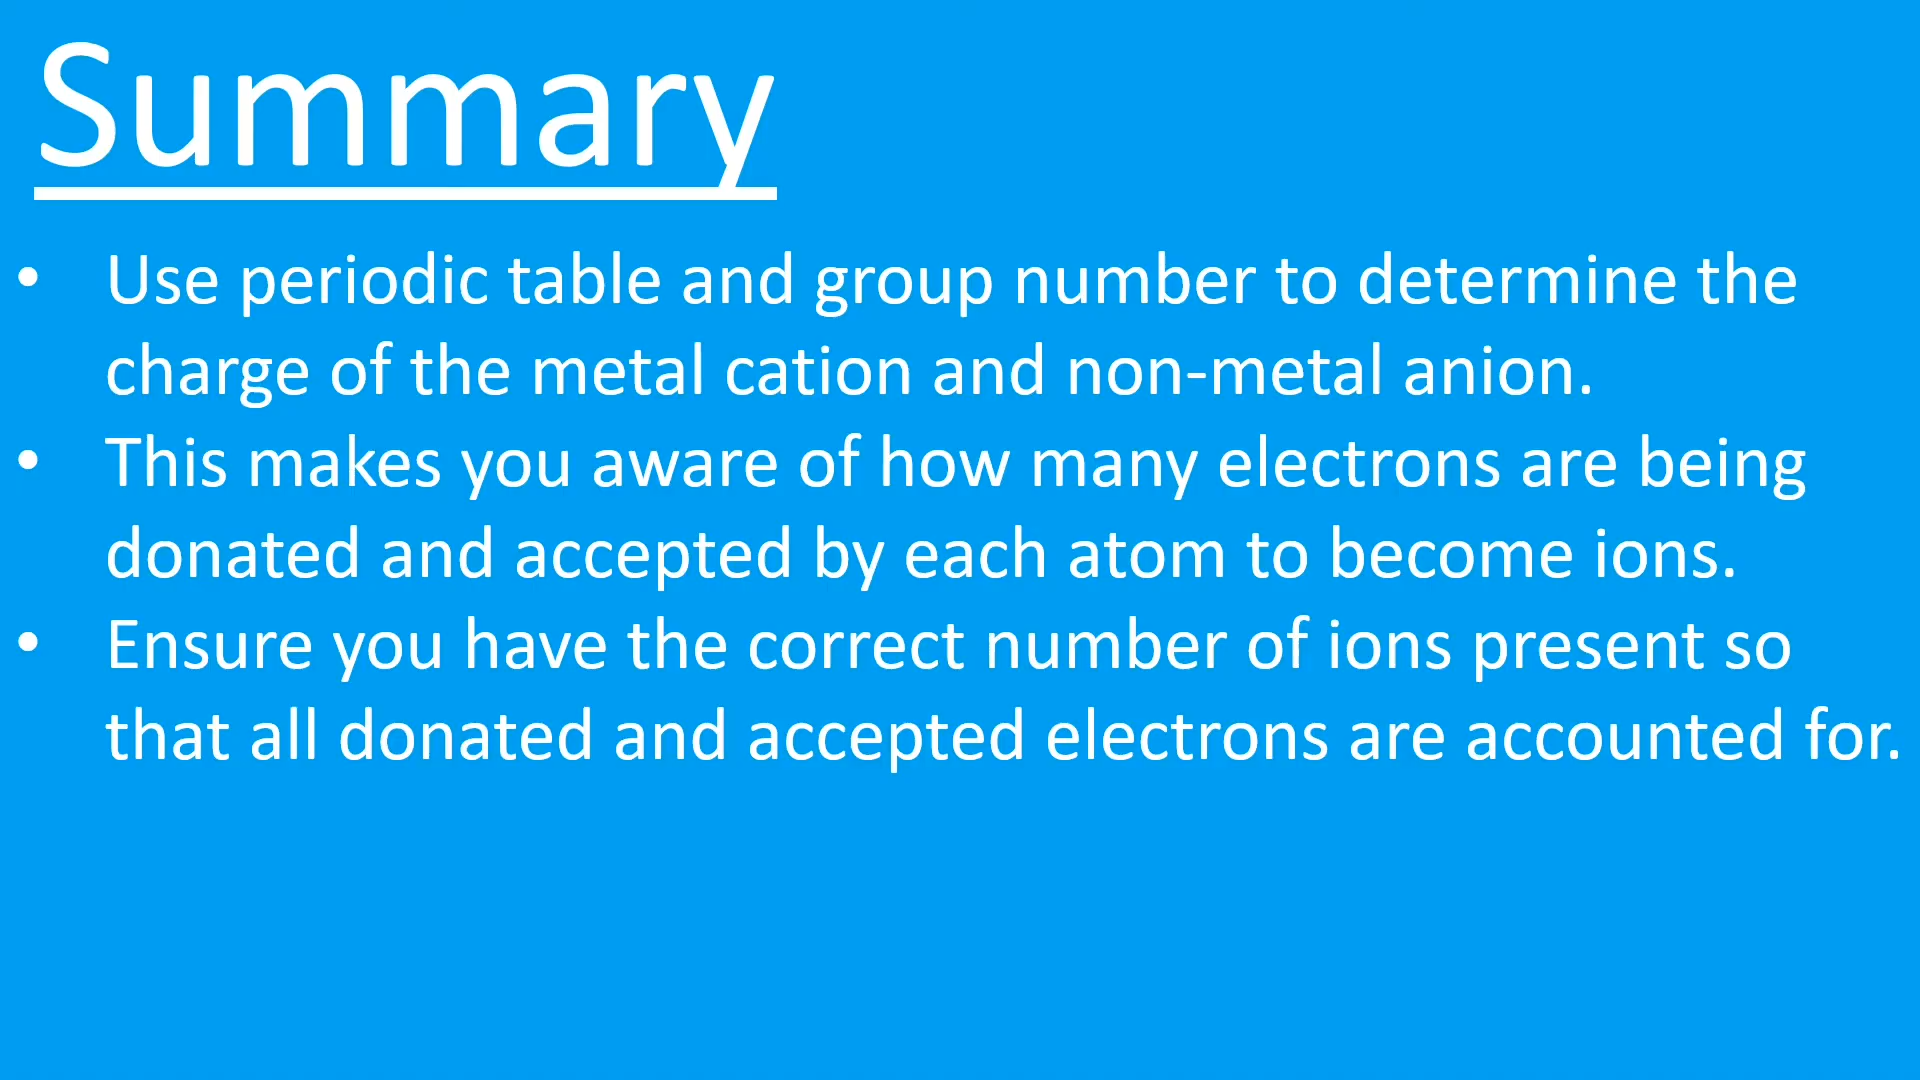 Summary
• Use periodic table and group number to determine the
charge of the metal cation and non-metal anion.
• This makes you aware of how many electrons are being
donated and accepted by each atom to become ions.
• Ensure you have the correct number of ions present so
that all donated and accepted electrons are accounted for.